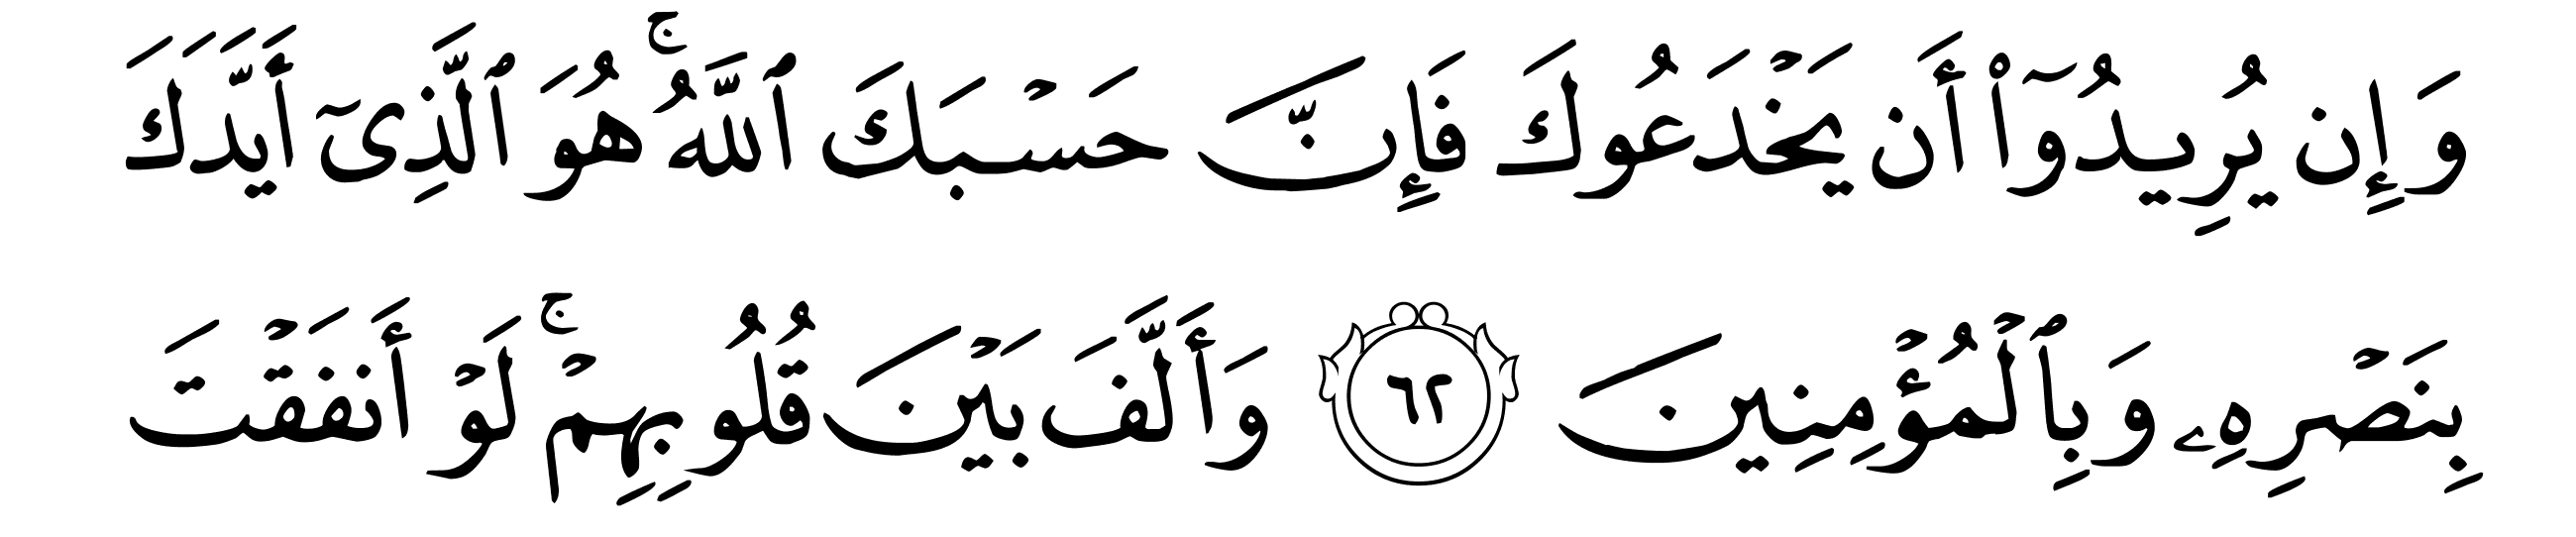 وَإِن يُرِيدُوٓا۟ أَن يَخْدَعُوكَ فَإِنَّ حَسْبَكَ ٱللَّهُ ۚ هُوَ ٱلَّذِىٓ أَيَّدَكَ
بِنَصْرِهِۦ وَبِٱلْمُؤْمِنِينَ ٦٢ وَأَلَّفَ بَيْنَ قُلُوبِهِمْ ۚ لَوْ أَنفَقْتَ